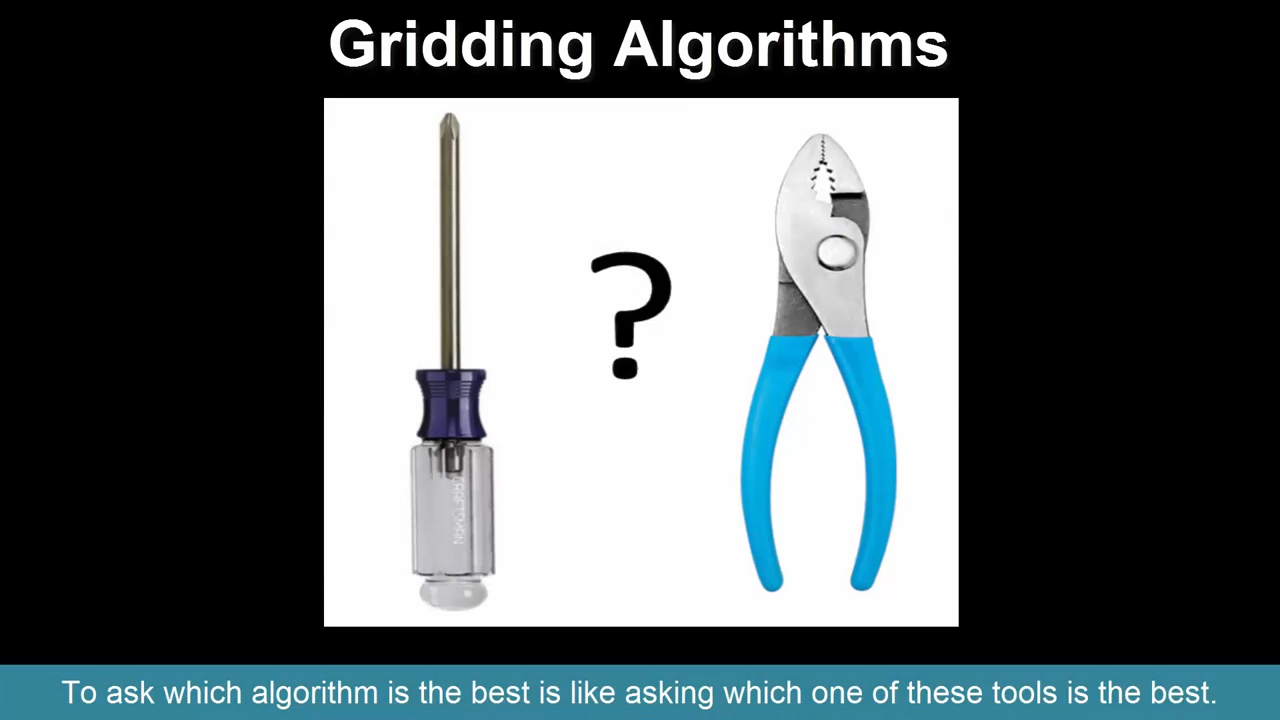 Gridding Algorithms
?
CRAFTSMAN
To ask which algorithm is the best is like asking which one of these tools is the best.